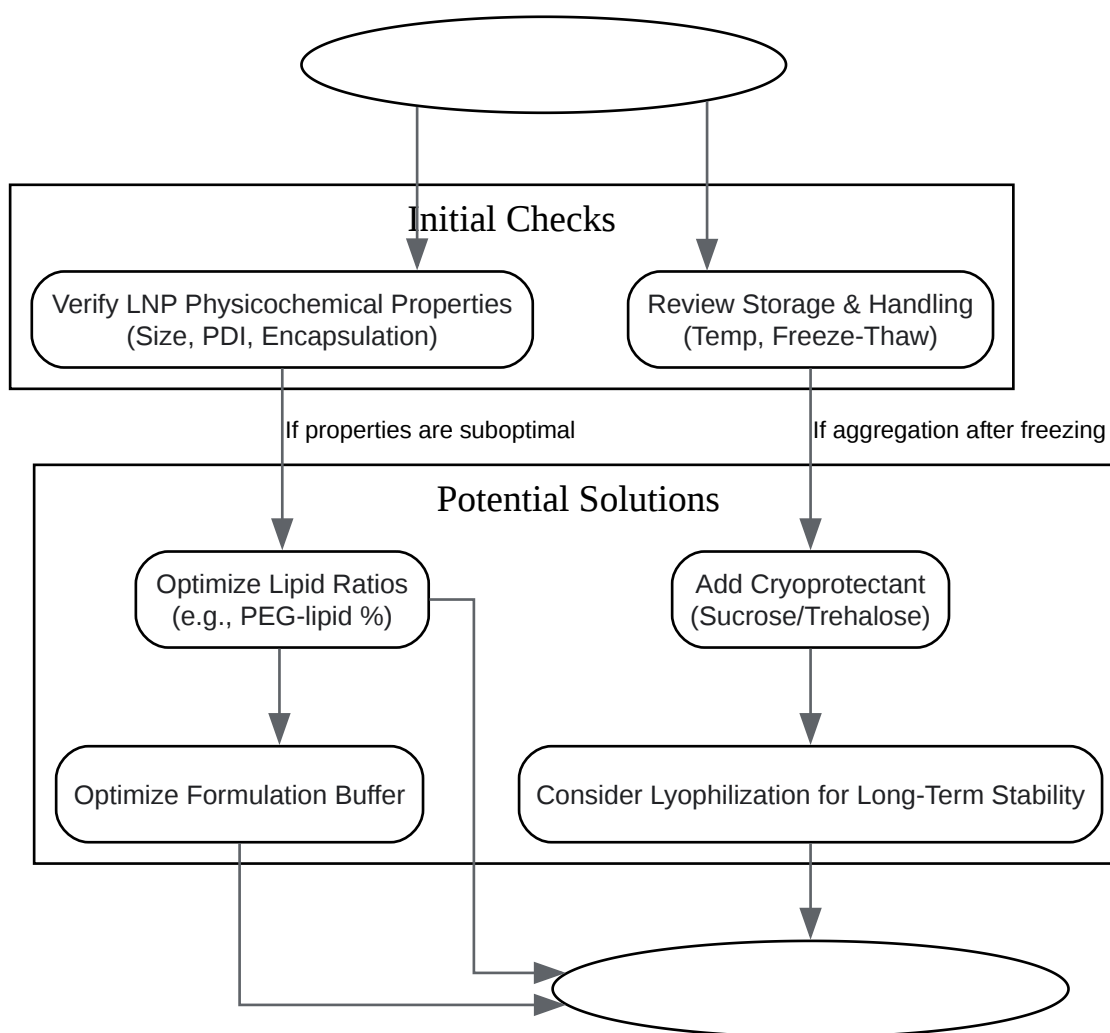 Initial Checks
Verify LNP Physicochemical Properties
(Size, PDI, Encapsulation)
Review Storage & Handling
(Temp, Freeze-Thaw)
If properties are suboptimal
If aggregation after freezing
Potential Solutions
Optimize Lipid Ratios
(e.g., PEG-lipid %)
Add Cryoprotectant
(Sucrose/Trehalose)
Optimize Formulation Buffer
Consider Lyophilization for Long-Term Stability